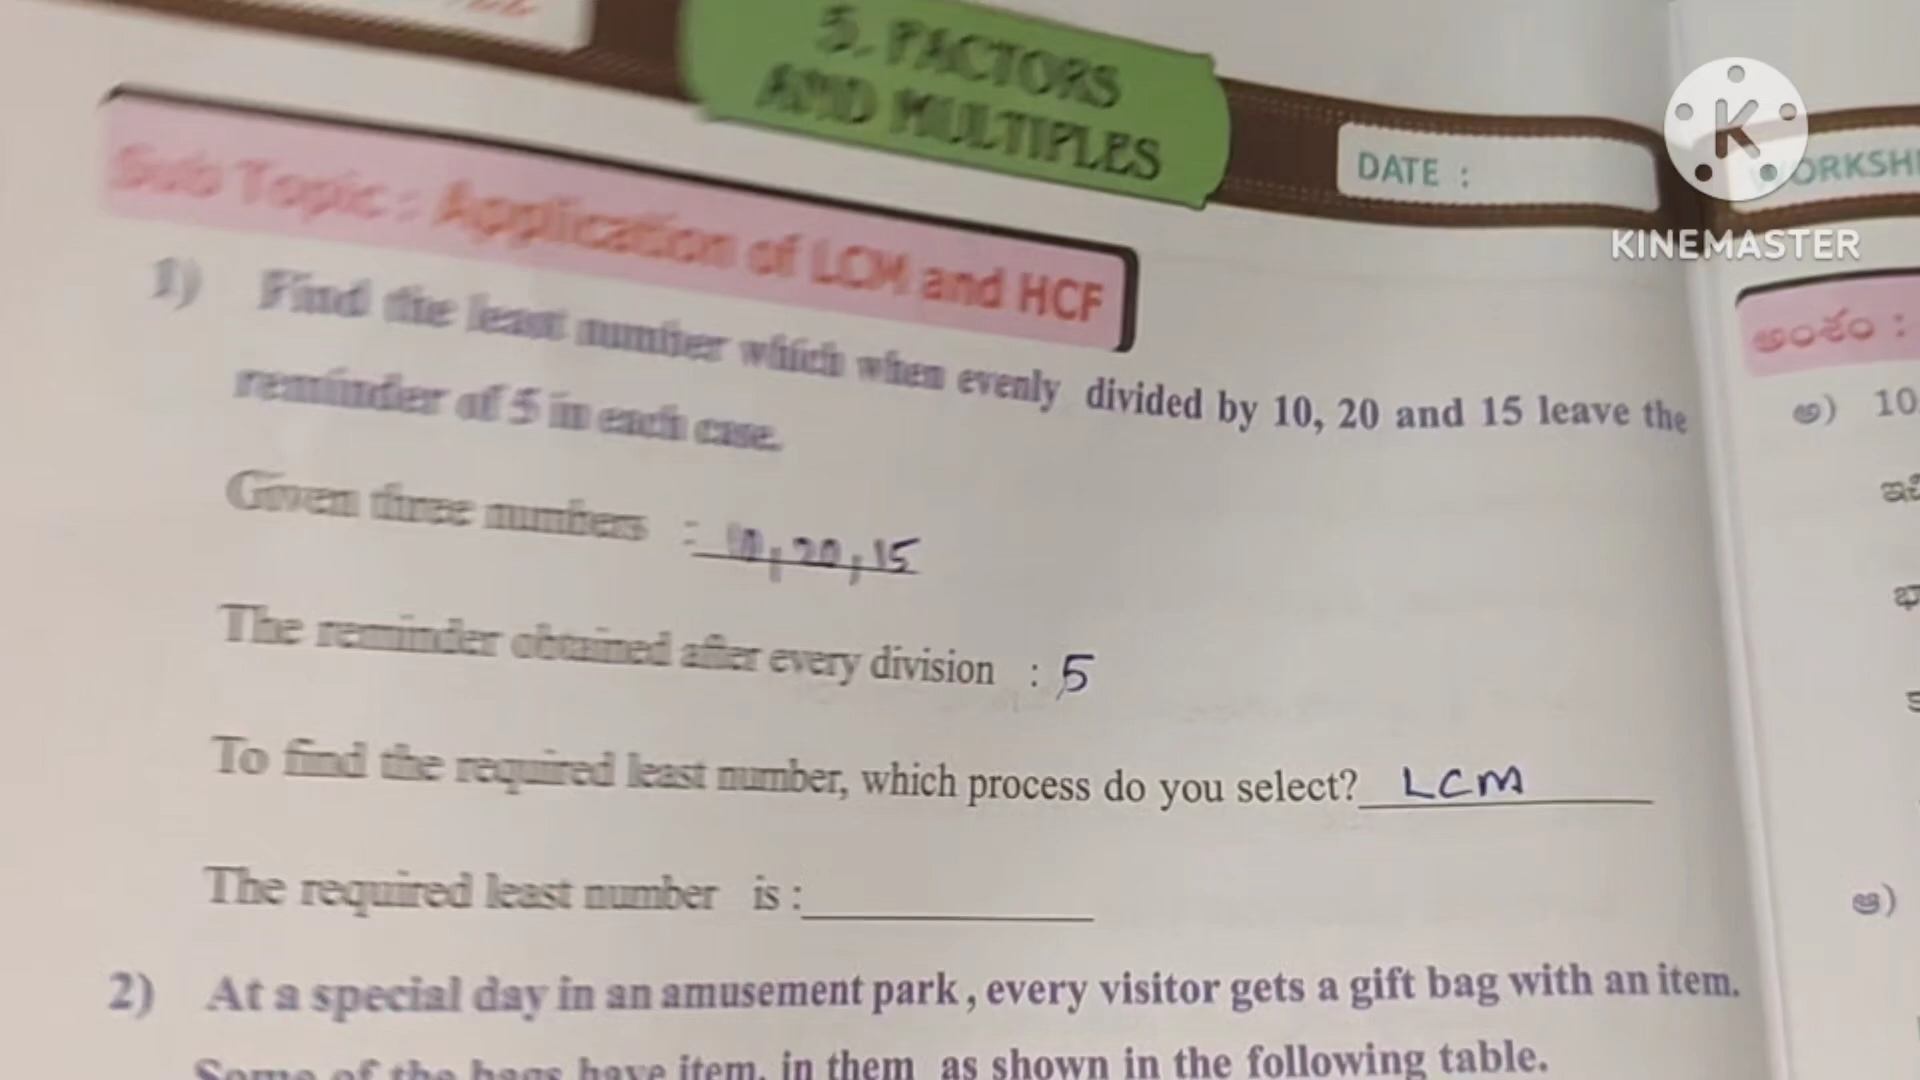 5. FACTORS
AND MULTIPLES
DATE :
WORKSH
KINEMASTER
Sub Topic : Application of LCM and HCF
1) Find the least number which when evenly divided by 10, 20 and 15 leave the
reminder of 5 in each case.
Given three numbers : 10, 20, 15
The reminder obtained after every division : 5
To find the required least number, which process do you select? LCM
The required least number is :
2) At a special day in an amusement park, every visitor gets a gift bag with an item.
Some of the bags have item, in them as shown in the following table.
అంశం :
అ) 10
ఆ)